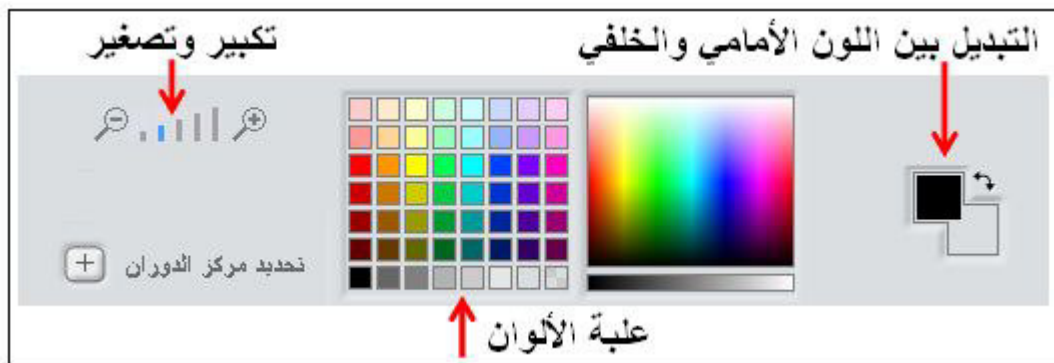 التبديل بين اللون الأمامي والخلفي
تكبير وتصغير
تحديد مركز الدوران
علبة الألوان